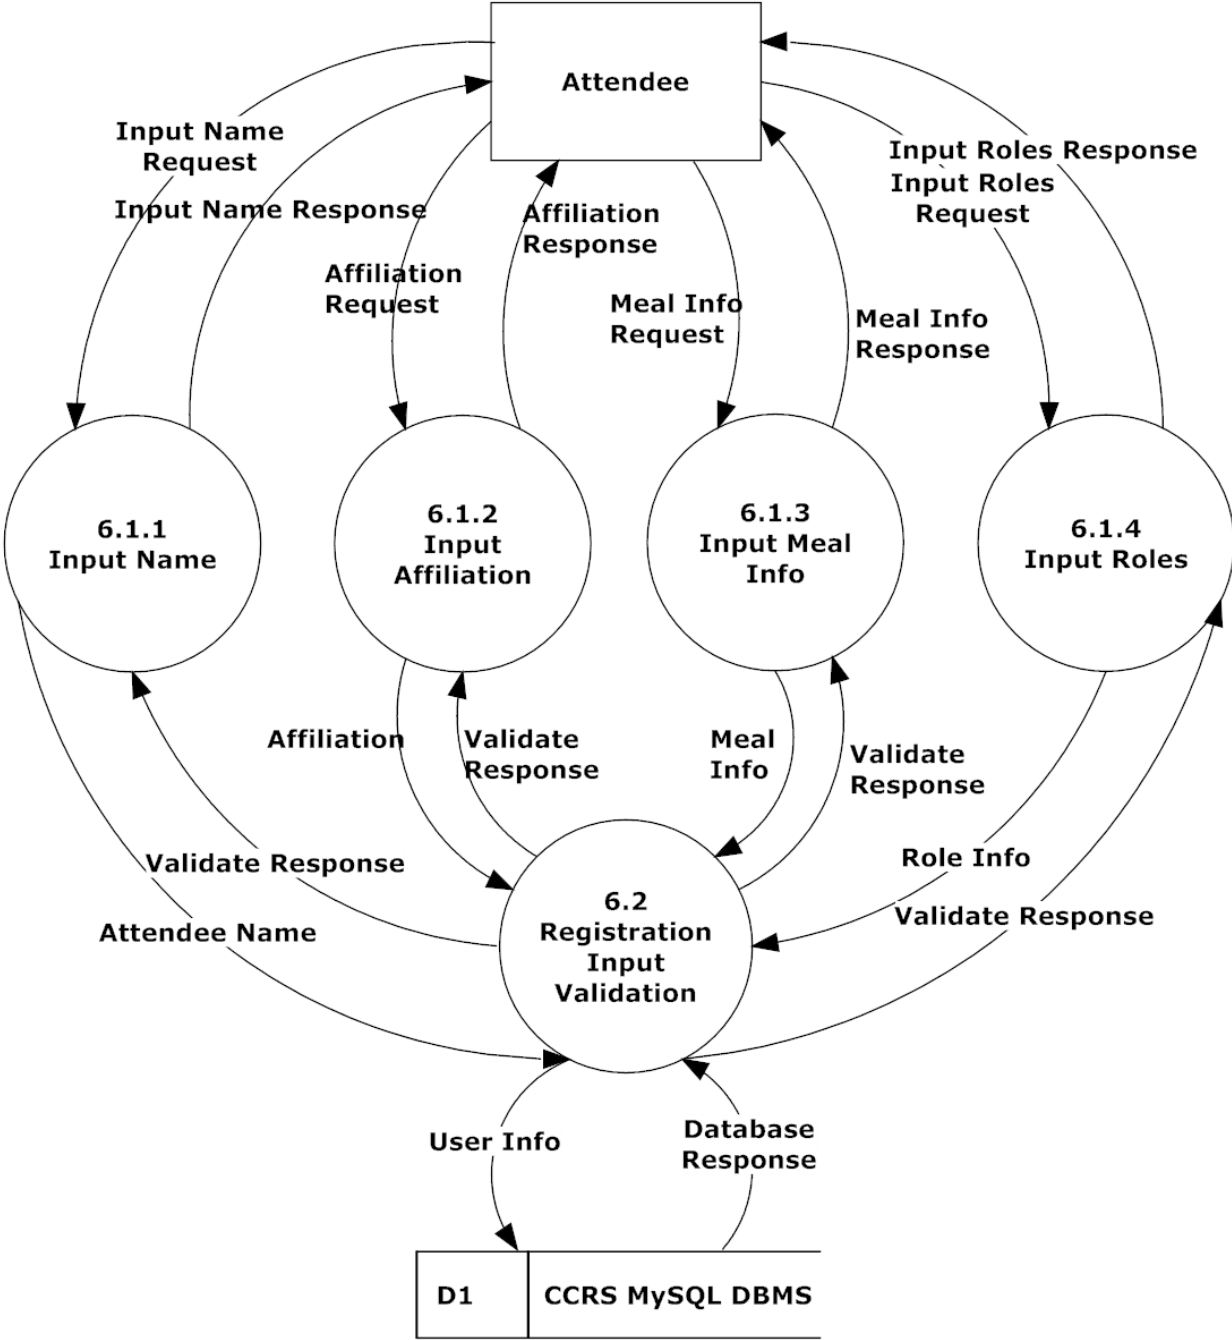 Attendee
Input Name
Request
Input Roles Response
Input Roles
Request
Input Name Response
Affiliation
Response
Affiliation
Request
Meal Info
Request
Meal Info
Response
6.1.1
Input Name
6.1.2
Input
Affiliation
6.1.3
Input Meal
Info
6.1.4
Input Roles
Affiliation
Validate
Response
Meal
Info
Validate
Response
Validate Response
Role Info
Attendee Name
Validate Response
6.2
Registration
Input
Validation
User Info
Database
Response
D1
CCRS MySQL DBMS